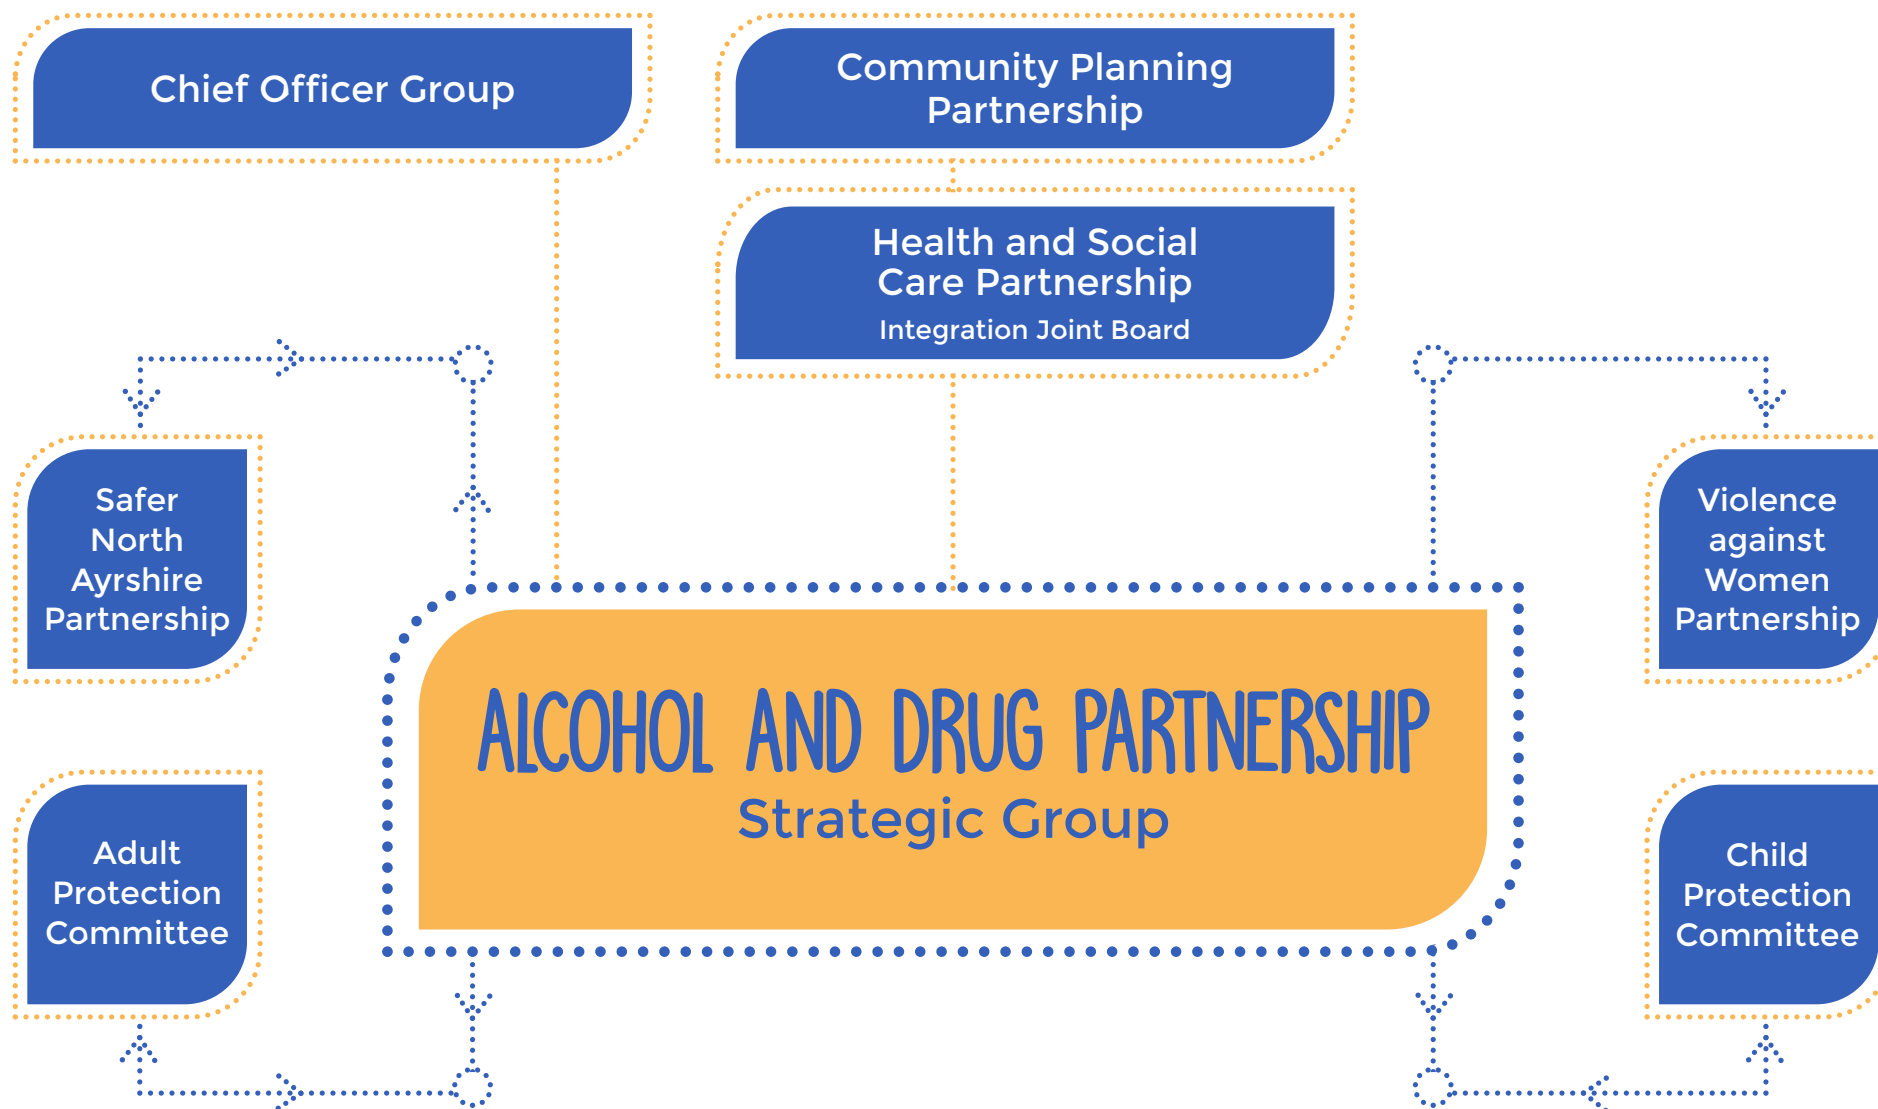 Chief Officer Group
Community Planning
Partnership
Health and Social
Care Partnership
Integration Joint Board
Safer
North
Ayrshire
Partnership
Violence
against
Women
Partnership
ALCOHOL AND DRUG PARTNERSHIP
Strategic Group
Adult
Protection
Committee
Child
Protection
Committee